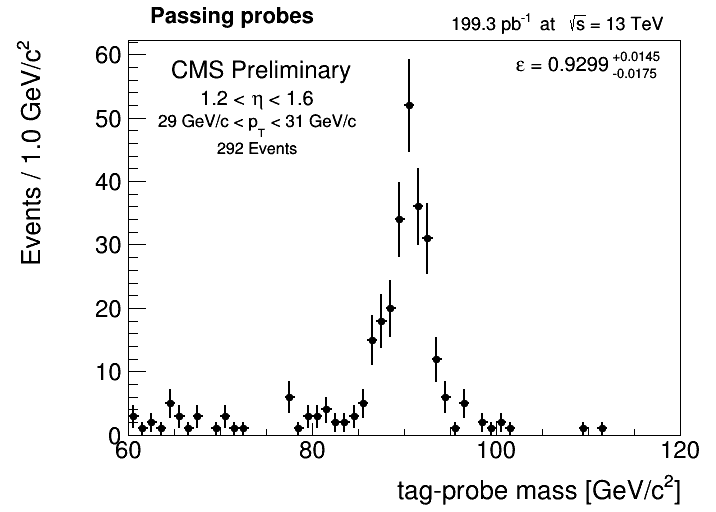 Passing probes
199.3 pb⁻¹ at √s = 13 TeV
CMS Preliminary
1.2 < η < 1.6
29 GeV/c < p_T < 31 GeV/c
292 Events
ε = 0.9299 +0.0145 -0.0175
Events / 1.0 GeV/c²
60
50
40
30
20
10
0
60 80 100 120
tag-probe mass [GeV/c²]